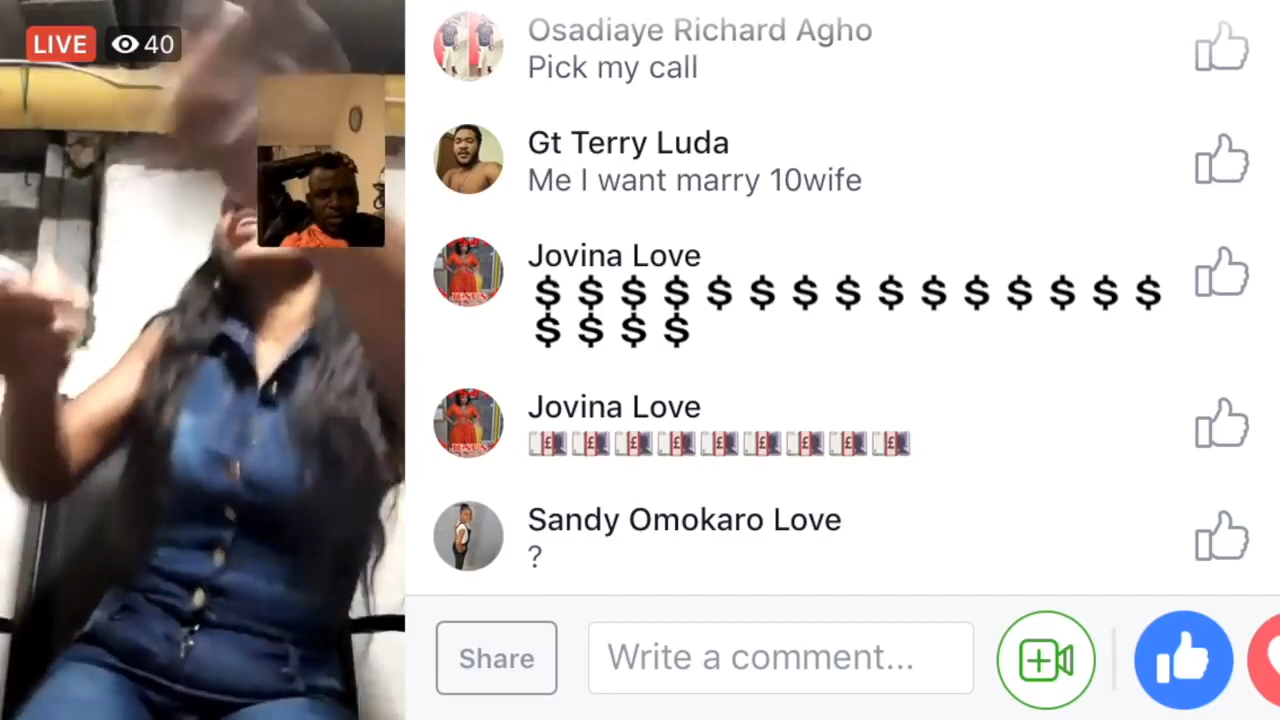 LIVE 40
Osadiaye Richard Agho
Pick my call
Gt Terry Luda
Me I want marry 10wife
Jovina Love
$ $ $ $ $ $ $ $ $ $ $ $ $ $ $
$ $ $ $
Jovina Love
💷💷💷💷💷💷💷💷💷
Sandy Omokaro Love
?
Share
Write a comment...